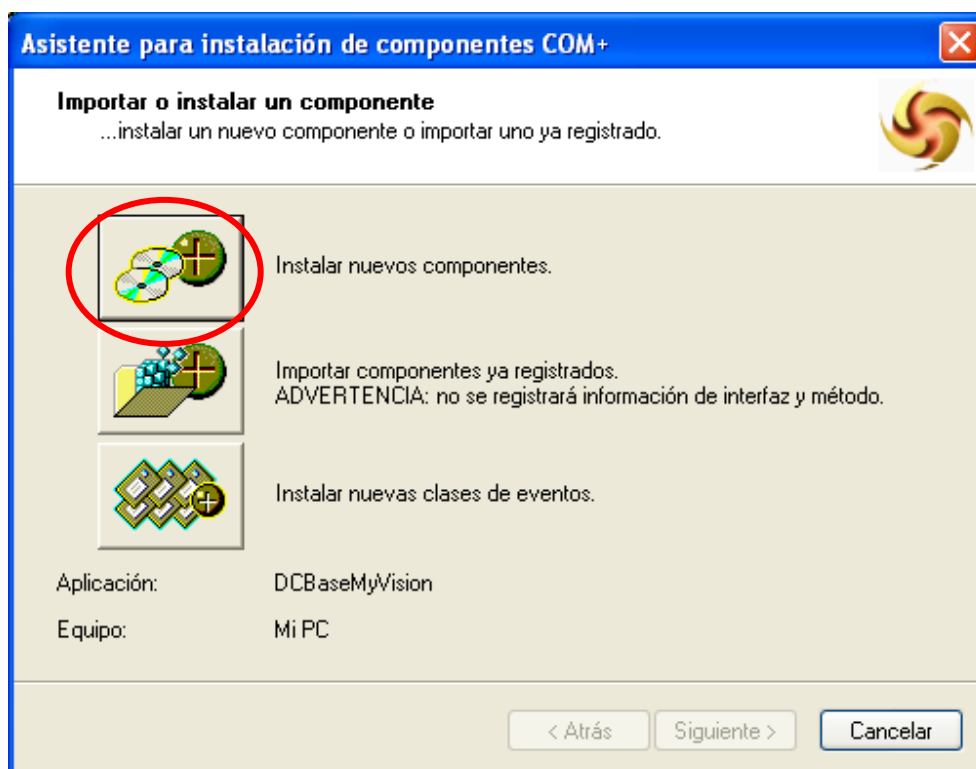 Asistente para instalación de componentes COM+
Importar o instalar un componente
...instalar un nuevo componente o importar uno ya registrado.
Instalar nuevos componentes.
Importar componentes ya registrados.
ADVERTENCIA: no se registrará información de interfaz y método.
Instalar nuevas clases de eventos.
Aplicación: DCBaseMyVision
Equipo: Mi PC
< Atrás Siguiente > Cancelar